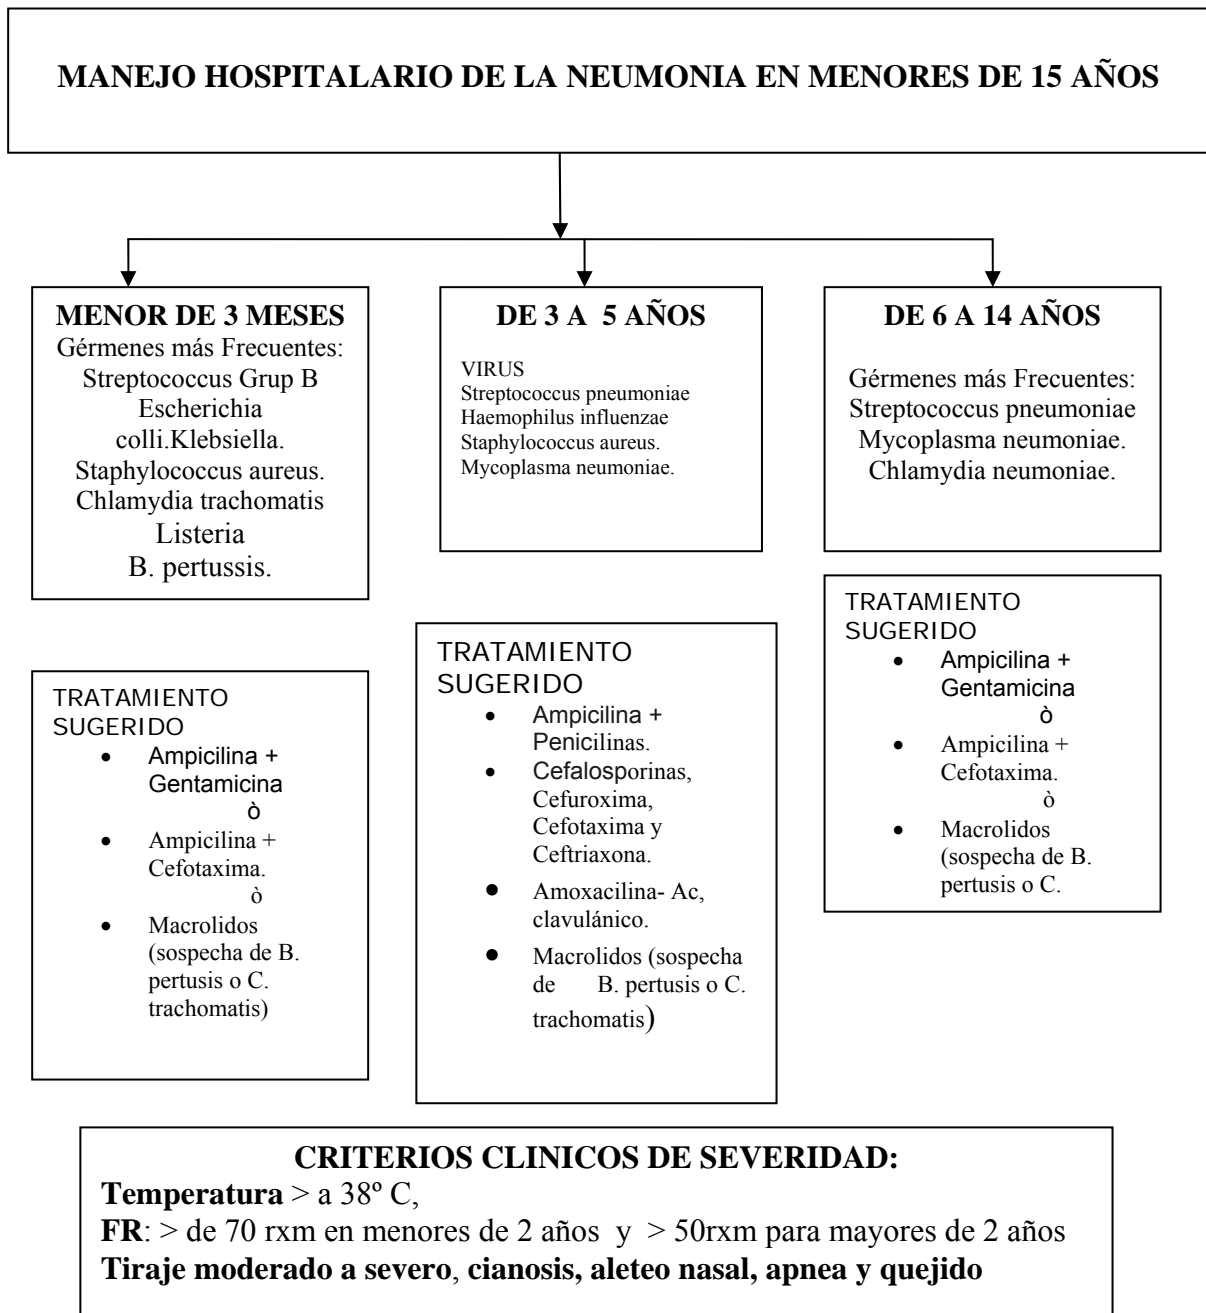 MANEJO HOSPITALARIO DE LA NEUMONIA EN MENORES DE 15 AÑOS
MENOR DE 3 MESES
Gérmenes más Frecuentes:
Streptococcus Grup B
Escherichia
colli.Klebsiella.
Staphylococcus aureus.
Chlamydia trachomatis
Listeria
B. pertussis.
DE 3 A 5 AÑOS
VIRUS
Streptococcus pneumoniae
Haemophilus influenzae
Staphylococcus aureus.
Mycoplasma neumoniae.
DE 6 A 14 AÑOS
Gérmenes más Frecuentes:
Streptococcus pneumoniae
Mycoplasma neumoniae.
Chlamydia neumoniae.
TRATAMIENTO
SUGERIDO
• Ampicilina +
Gentamicina
ò
• Ampicilina +
Cefotaxima.
ò
• Macrolidos
(sospecha de B.
pertusis o C.
trachomatis)
TRATAMIENTO
SUGERIDO
• Ampicilina +
Penicilinas.
• Cefalosporinas,
Cefuroxima,
Cefotaxima y
Ceftriaxona.
• Amoxacilina- Ac,
clavulánico.
• Macrolidos (sospecha
de B. pertusis o C.
trachomatis)
TRATAMIENTO
SUGERIDO
• Ampicilina +
Gentamicina
ò
• Ampicilina +
Cefotaxima.
ò
• Macrolidos
(sospecha de B.
pertusis o C.
CRITERIOS CLINICOS DE SEVERIDAD:
Temperatura > a 38º C,
FR: > de 70 rxm en menores de 2 años y > 50rxm para mayores de 2 años
Tiraje moderado a severo, cianosis, aleteo nasal, apnea y quejido